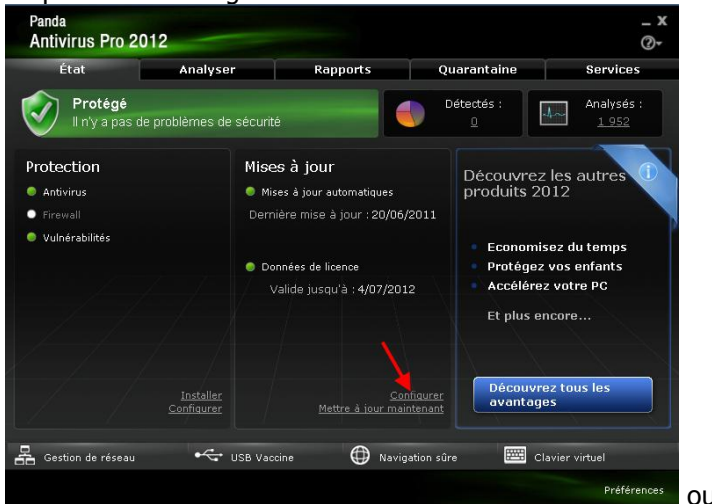 Panda
Antivirus Pro 2012
État Analyser Rapports Quarantaine Services
Protégé
Il n'y a pas de problèmes de sécurité
Détectés :
0
Analysés :
1 952
Protection
Antivirus
Firewall
Vulnérabilités
Installer
Configurer
Mises à jour
Mises à jour automatiques
Dernière mise à jour : 20/06/2011
Données de licence
Valide jusqu'à : 4/07/2012
Configurer
Mettre à jour maintenant
Découvrez les autres
produits 2012
Economisez du temps
Protégez vos enfants
Accélérez votre PC
Et plus encore...
Découvrez tous les
avantages
Gestion de réseau USB Vaccine Navigation sûre Clavier virtuel
Préférences
ou